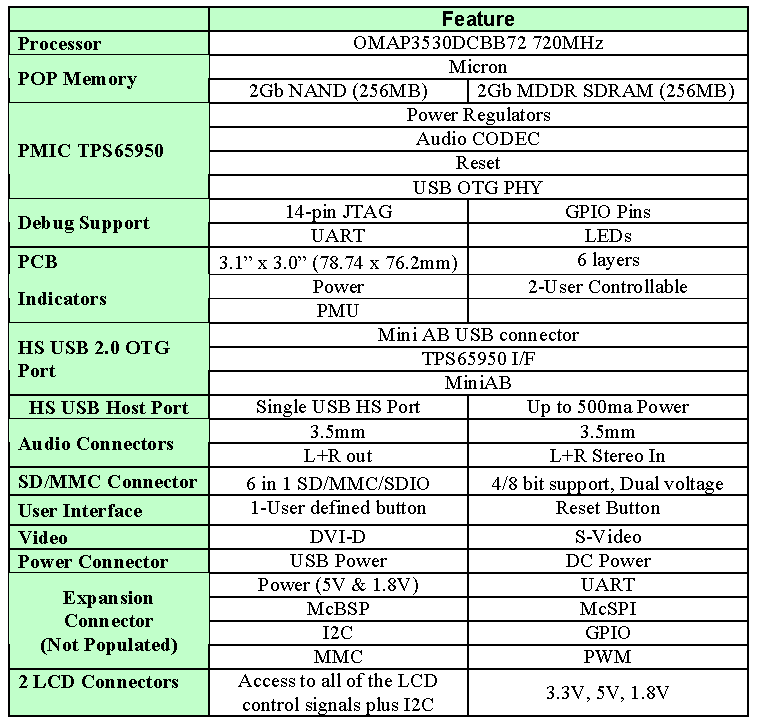 Feature
Processor OMAP3530DCBB72 720MHz
POP Memory Micron
2Gb NAND (256MB) 2Gb MDDR SDRAM (256MB)
PMIC TPS65950 Power Regulators
Audio CODEC
Reset
USB OTG PHY
Debug Support 14-pin JTAG GPIO Pins
UART LEDs
PCB 3.1” x 3.0” (78.74 x 76.2mm) 6 layers
Indicators Power 2-User Controllable
PMU
HS USB 2.0 OTG Port Mini AB USB connector
TPS65950 I/F
MiniAB
HS USB Host Port Single USB HS Port Up to 500ma Power
Audio Connectors 3.5mm 3.5mm
L+R out L+R Stereo In
SD/MMC Connector 6 in 1 SD/MMC/SDIO 4/8 bit support, Dual voltage
User Interface 1-User defined button Reset Button
Video DVI-D S-Video
Power Connector USB Power DC Power
Expansion Connector (Not Populated) Power (5V & 1.8V) UART
McBSP McSPI
I2C GPIO
MMC PWM
2 LCD Connectors Access to all of the LCD control signals plus I2C 3.3V, 5V, 1.8V